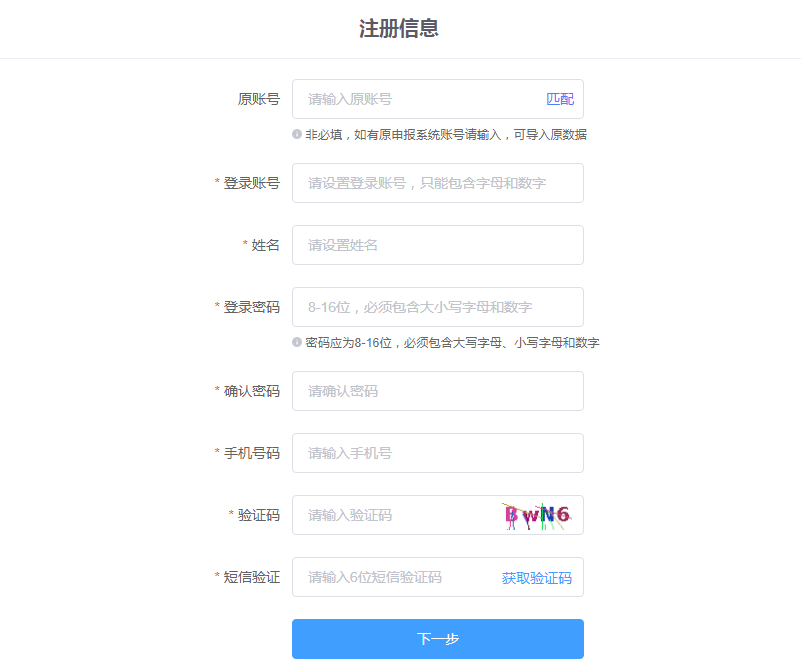 注册信息
原账号 请输入原账号 匹配
非必填，如有原申报系统账号请输入，可导入原数据
* 登录账号 请设置登录账号，只能包含字母和数字
* 姓名 请设置姓名
* 登录密码 8-16位，必须包含大小写字母和数字
密码应为8-16位，必须包含大写字母、小写字母和数字
* 确认密码 请确认密码
* 手机号码 请输入手机号
* 验证码 请输入验证码 BwN6
* 短信验证 请输入6位短信验证码 获取验证码
下一步